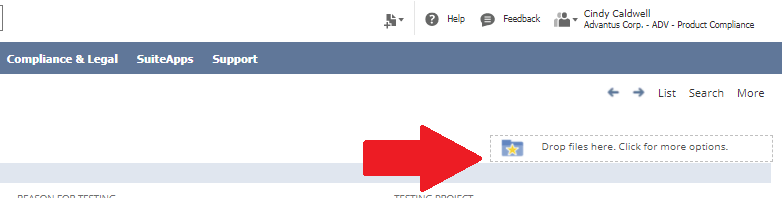 Help
Feedback
Cindy Caldwell
Advantus Corp. - ADV - Product Compliance
Compliance & Legal
SuiteApps
Support
List
Search
More
Drop files here. Click for more options.
REASON FOR TESTING
TESTING PROJECT